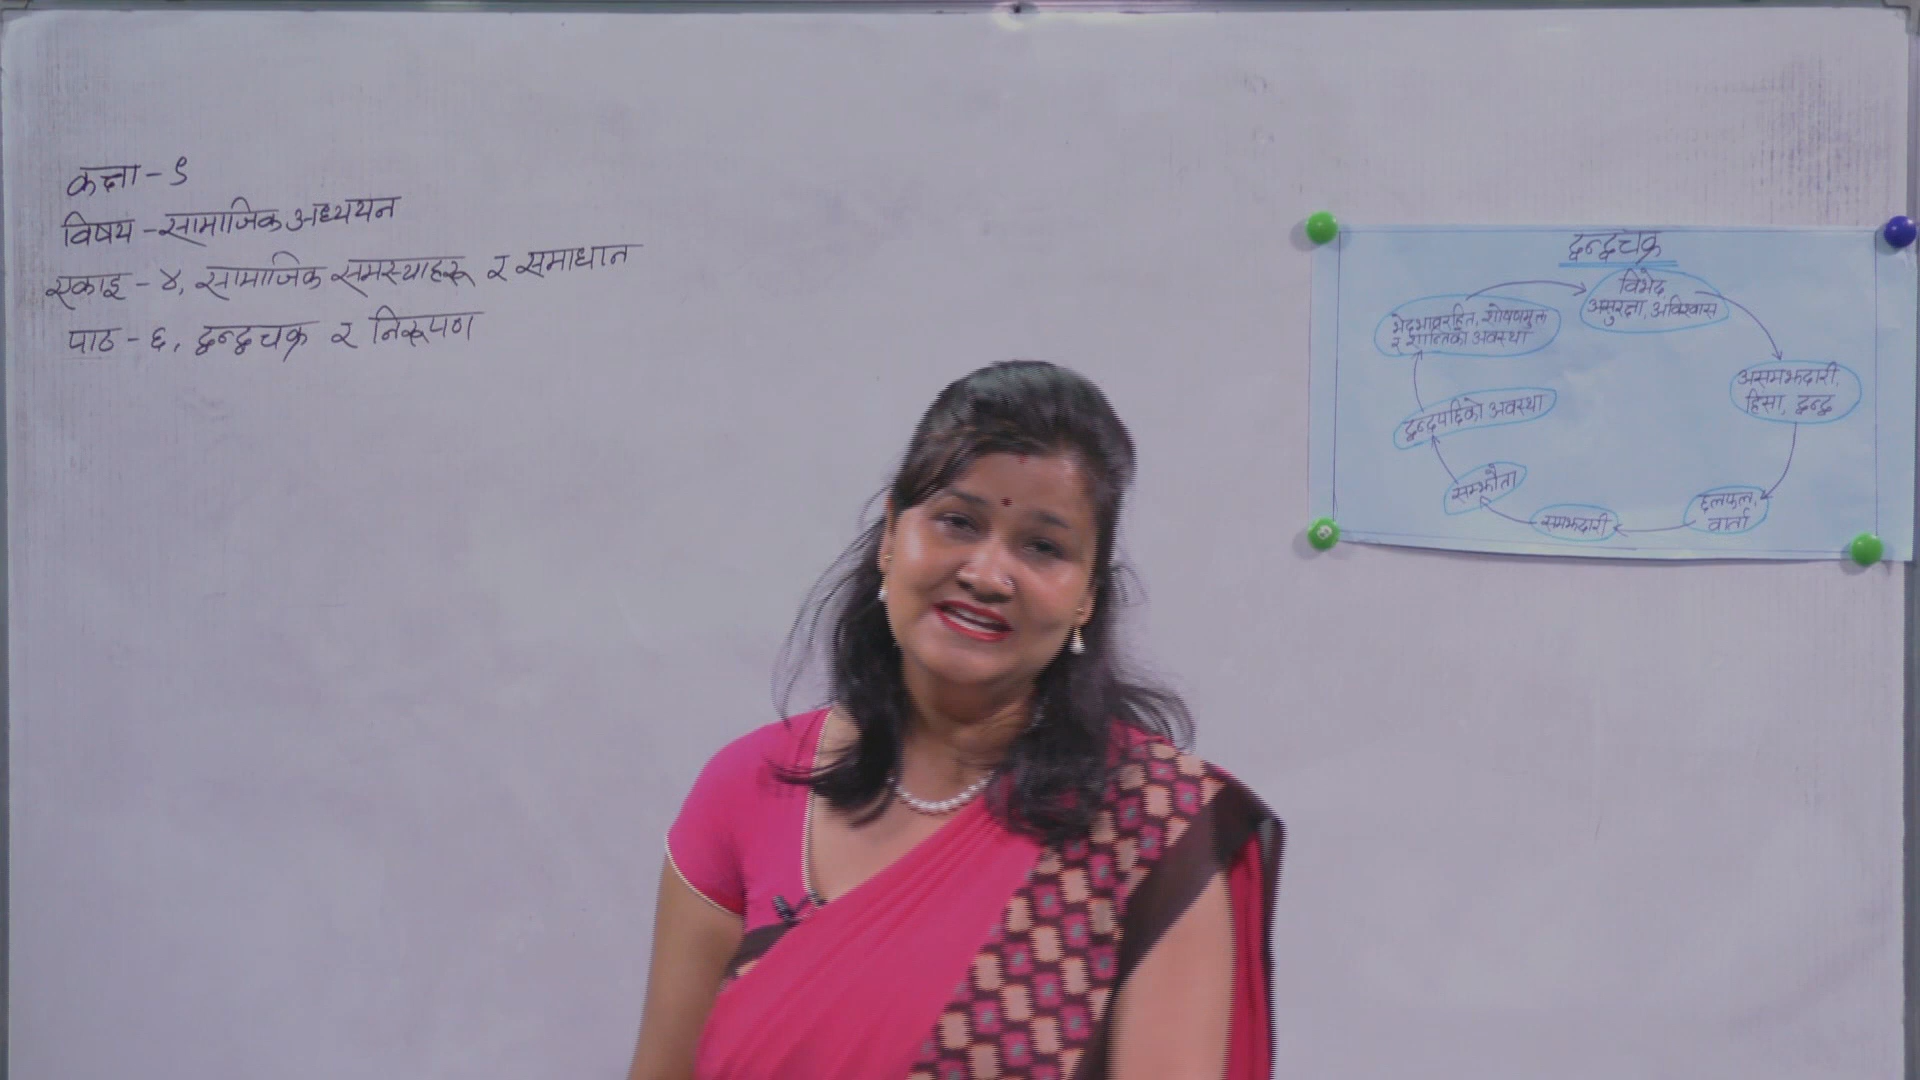 कक्षा - ९
विषय - सामाजिक अध्ययन
एकाइ - ४, सामाजिक समस्याहरू र समाधान
पाठ - ६, द्वन्द्वचक्र र निरूपण
द्वन्द्वचक्र
विभेद,
असुरक्षा, अविश्वास
असमझदारी,
हिंसा, द्वन्द्व
छलफल,
वार्ता
समझदारी
सम्झौता
द्वन्द्वपछिको अवस्था
भेदभावरहित, शोषणमुक्त
र शान्तिको अवस्था